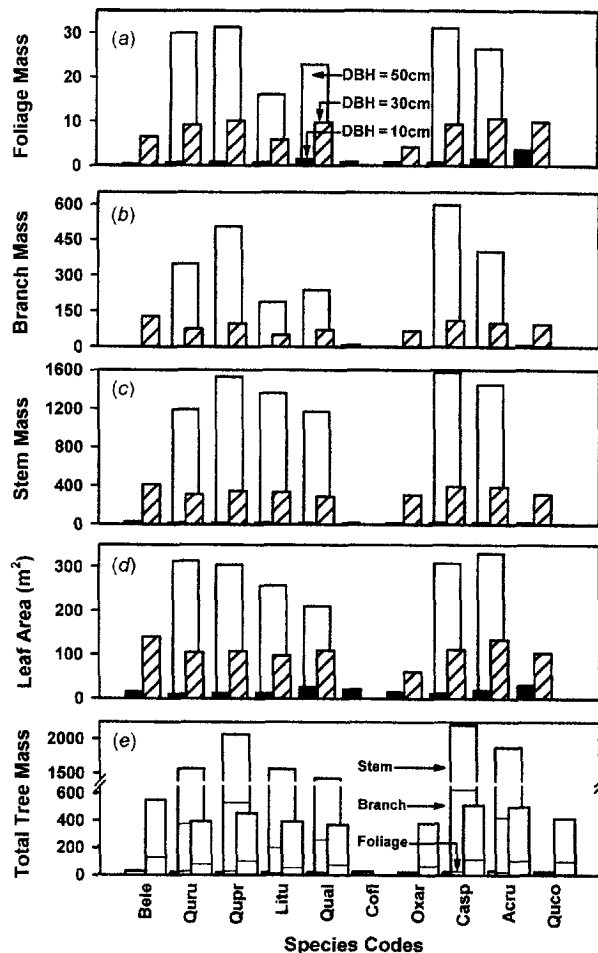 (a)
Foliage Mass
30
20
10
0
DBH = 50cm
DBH = 30cm
DBH = 10cm
(b)
Branch Mass
600
450
300
150
0
(c)
Stem Mass
1600
1200
800
400
0
(d)
Leaf Area (m²)
300
200
100
0
(e)
Total Tree Mass
2000
1500
600
400
200
0
Stem
Branch
Foliage
Bele
Quru
Qupr
Litu
Qual
Cofl
Oxar
Casp
Acru
Quco
Species Codes